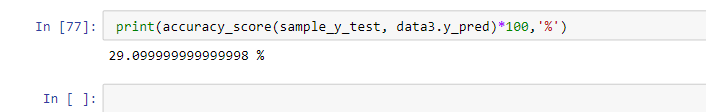 In [77]: print(accuracy_score(sample_y_test, data3.y_pred)*100,'%')
29.099999999999998 %
In [ ]: